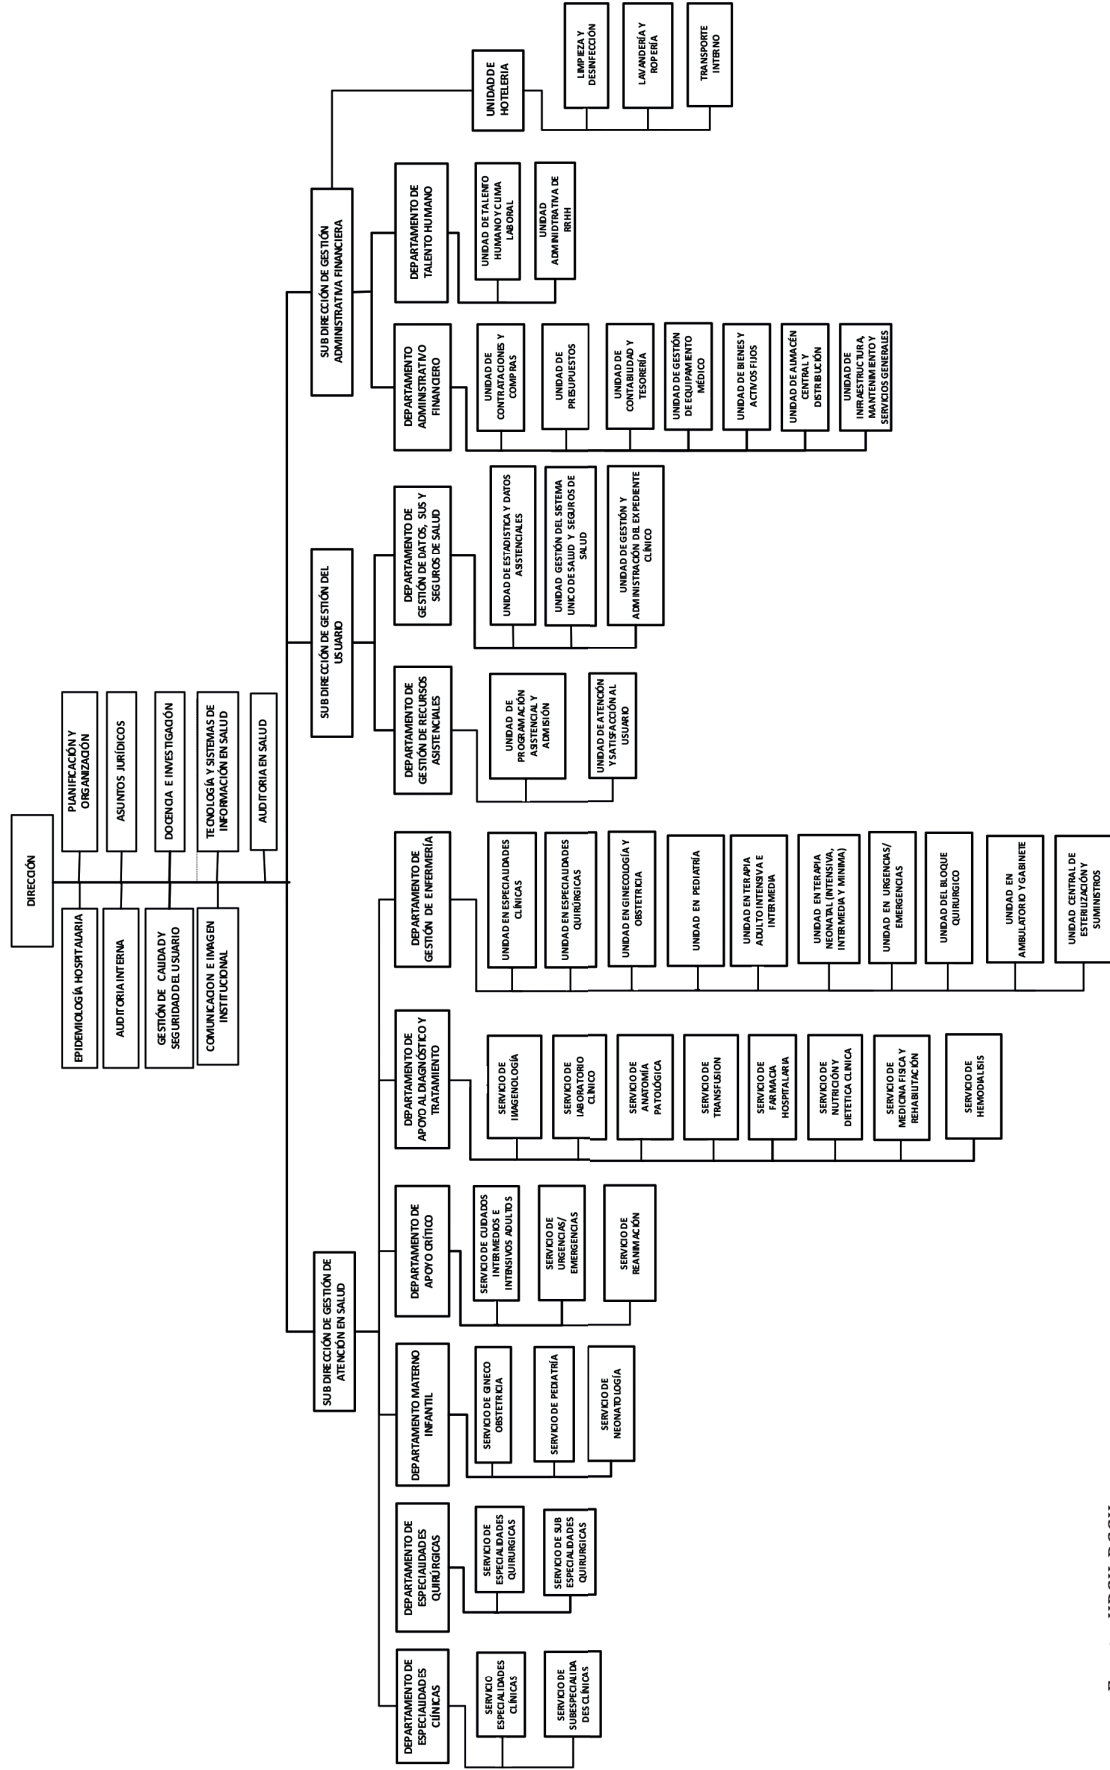 DIRECCIÓN
EPIDEMIOLOGÍA HOSPITALARIA
PLANIFICACIÓN Y
ORGANIZACIÓN
AUDITORIA INTERNA
ASUNTOS JURÍDICOS
GESTIÓN DE CALIDAD Y
SEGURIDAD DEL USUARIO
DOCENCIA E INVESTIGACIÓN
COMUNICACION E IMAGEN
INSTITUCIONAL
TECNOLOGÍA Y SISTEMAS DE
INFORMACIÓN EN SALUD
AUDITORIA EN SALUD
SUB DIRECCIÓN DE GESTIÓN DE
ATENCIÓN EN SALUD
SUB DIRECCIÓN DE GESTIÓN DEL
USUARIO
SUB DIRECCIÓN DE GESTIÓN
ADMINISTRATIVA FINANCIERA
DEPARTAMENTO DE
ESPECIALIDADES
CLÍNICAS
SERVICIO
ESPECIALIDADES
CLÍNICAS
SERVICIO DE
SUBESPECIALIDA
DES CLÍNICAS
DEPARTAMENTO DE
ESPECIALIDADES
QUIRÚRGICAS
SERVICIO DE
ESPECIALIDADES
QUIRURGICAS
SERVICIO DE SUB
ESPECIALIDADES
QUIRURGICAS
DEPARTAMENTO MATERNO
INFANTIL
SERVICIO DE GINECO
OBSTETRICIA
SERVICIO DE PEDIATRÍA
SERVICIO DE
NEONATOLOGÍA
DEPARTAMENTO DE
APOYO CRÍTICO
SERVICIO DE CUIDADOS
INTERMEDIOS E
INTENSIVOS ADULTOS
SERVICIO DE
URGENCIAS/
EMERGENCIAS
SERVICIO DE
REANIMACIÓN
DEPARTAMENTO DE
APOYO AL DIAGNÓSTICO Y
TRATAMIENTO
SERVICIO DE
IMAGENOLOGÍA
SERVICIO DE
LABORATORIO
CLÍNICO
SERVICIO DE
ANATOMÍA
PATOLÓGICA
SERVICIO DE
TRANSFUSION
SERVICIO DE
FARMACIA
HOSPITALARIA
SERVICIO DE
NUTRICIÓN Y
DIETETICA CLINICA
SERVICIO DE
MEDICINA FISICA Y
REHABILITACIÓN
SERVICIO DE
HEMODIALISIS
DEPARTAMENTO DE
GESTIÓN DE ENFERMERÍA
UNIDAD EN ESPECIALIDADES
CLÍNICAS
UNIDAD EN ESPECIALIDADES
QUIRÚRGICAS
UNIDAD EN GINECOLOGÍA Y
OBSTETRICIA
UNIDAD EN PEDIATRÍA
UNIDAD EN TERAPIA
ADULTO INTENSIVA E
INTERMEDIA
UNIDAD EN TERAPIA
NEONATAL (INTENSIVA,
INTERMEDIA Y MINIMA)
UNIDAD EN URGENCIAS/
EMERGENCIAS
UNIDAD DEL BLOQUE
QUIRURGICO
UNIDAD EN
AMBULATORIO Y GABINETE
UNIDAD CENTRAL DE
ESTERILIZACIÓN Y
SUMINISTROS
DEPARTAMENTO DE
GESTIÓN DE RECURSOS
ASISTENCIALES
UNIDAD DE
PROGRAMACIÓN
ASISTENCIAL Y
ADMISIÓN
UNIDAD DE ATENCIÓN
Y SATISFACCIÓN AL
USUARIO
DEPARTAMENTO DE
GESTIÓN DE DATOS, SUS Y
SEGUROS DE SALUD
UNIDAD DE ESTADISTICA Y DATOS
ASISTENCIALES
UNIDAD GESTIÓN DEL SISTEMA
UNICO DE SALUD Y SEGUROS DE
SALUD
UNIDAD DE GESTIÓN Y
ADMINISTRACIÓN DEL EXPEDIENTE
CLÍNICO
DEPARTAMENTO
ADMINISTRATIVO
FINANCIERO
UNIDAD DE
CONTRATACIONES Y
COMPRAS
UNIDAD DE
PRESUPUESTOS
UNIDAD DE
CONTABILIDAD Y
TESORERÍA
UNIDAD DE GESTIÓN
DE EQUIPAMIENTO
MÉDICO
UNIDAD DE BIENES Y
ACTIVOS FIJOS
UNIDAD DE ALMACÉN
CENTRAL Y
DISTRIBUCIÓN
UNIDAD DE
INFRAESTRUCTURA,
MANTENIMIENTO Y
SERVICIOS GENERALES
DEPARTAMENTO DE
TALENTO HUMANO
UNIDAD DE TALENTO
HUMANO Y CLIMA
LABORAL
UNIDAD
ADMINIDTRATIVA DE
RRHH
UNIDAD DE
HOTELERIA
LIMPIEZA Y
DESINFECCIÓN
LAVANDERÍA Y
ROPERÍA
TRANSPORTE
INTERNO